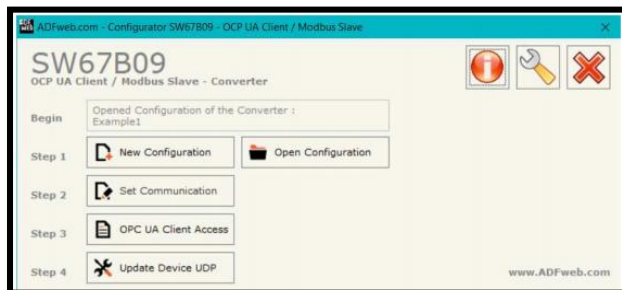 ADFweb.com - Configurator SW67B09 - OCP UA Client / Modbus Slave
SW67B09
OCP UA Client / Modbus Slave - Converter
Begin
Opened Configuration of the Converter :
Example1
Step 1
New Configuration
Open Configuration
Step 2
Set Communication
Step 3
OPC UA Client Access
Step 4
Update Device UDP
www.ADFweb.com